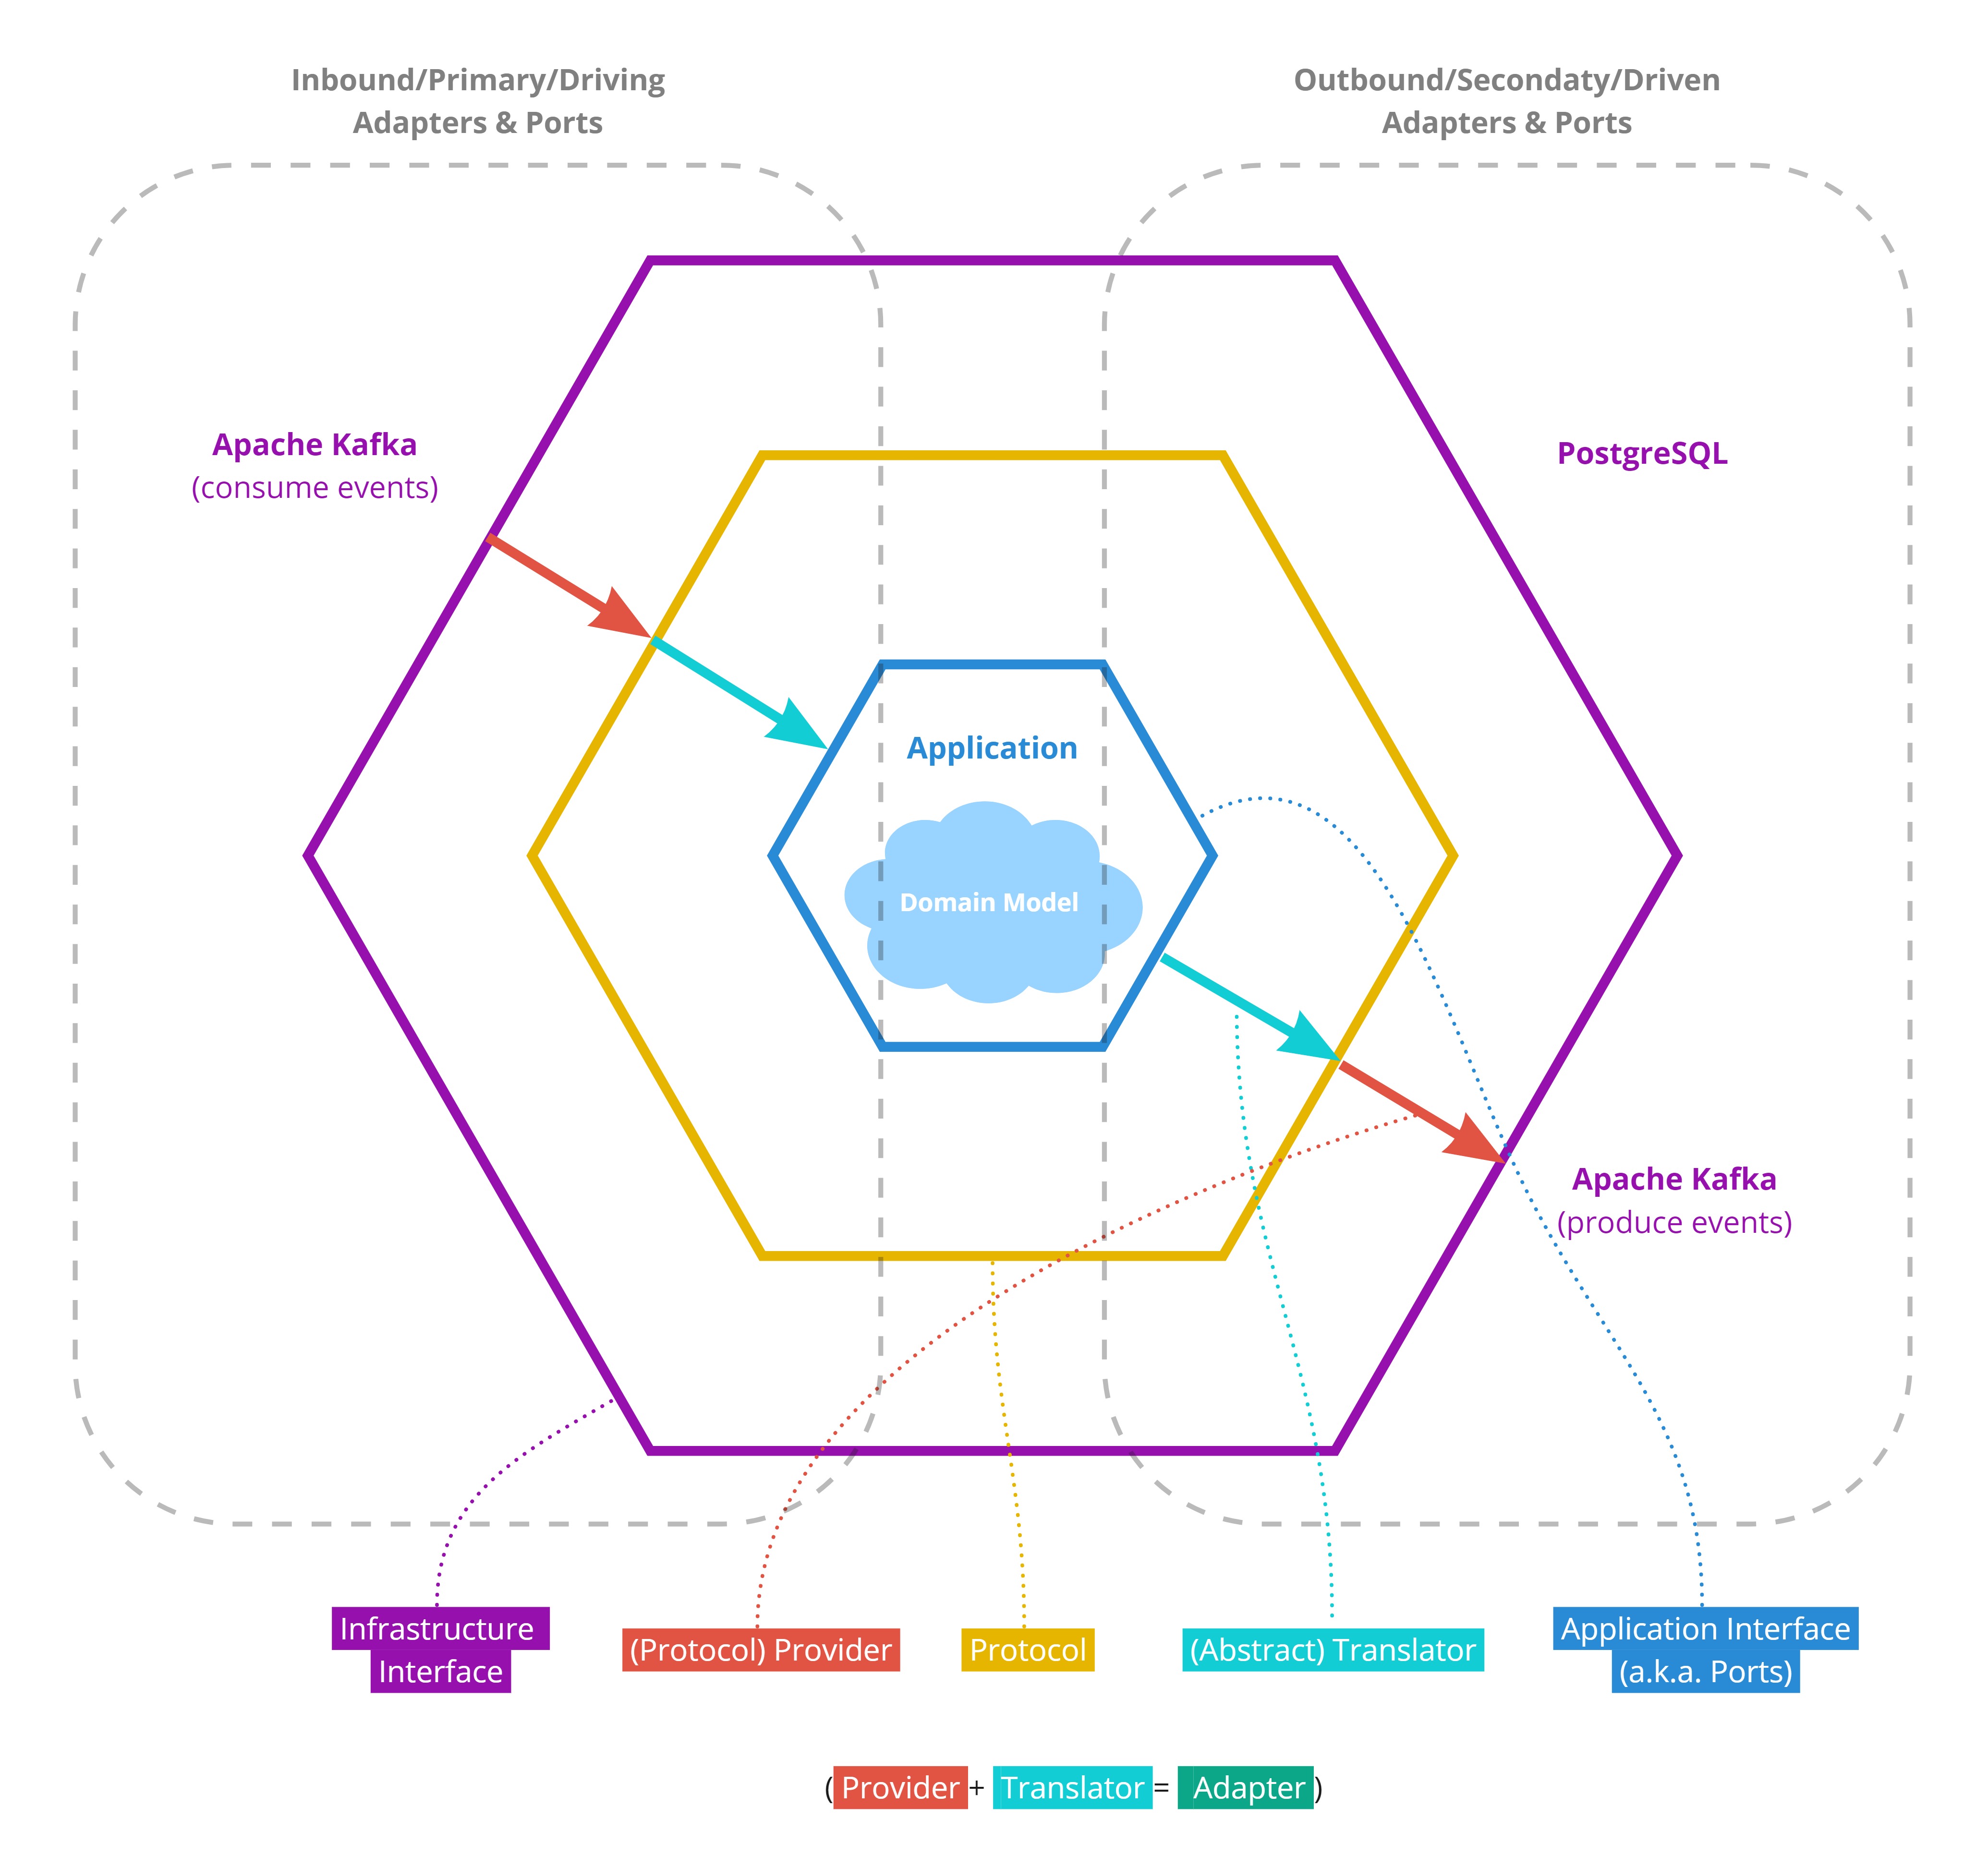 Inbound/Primary/Driving
Adapters & Ports
Outbound/Secondaty/Driven
Adapters & Ports
Apache Kafka
(consume events)
PostgreSQL
Application
Domain Model
Apache Kafka
(produce events)
Infrastructure
Interface
(Protocol) Provider
Protocol
(Abstract) Translator
Application Interface
(a.k.a. Ports)
(Provider+ Translator= Adapter)